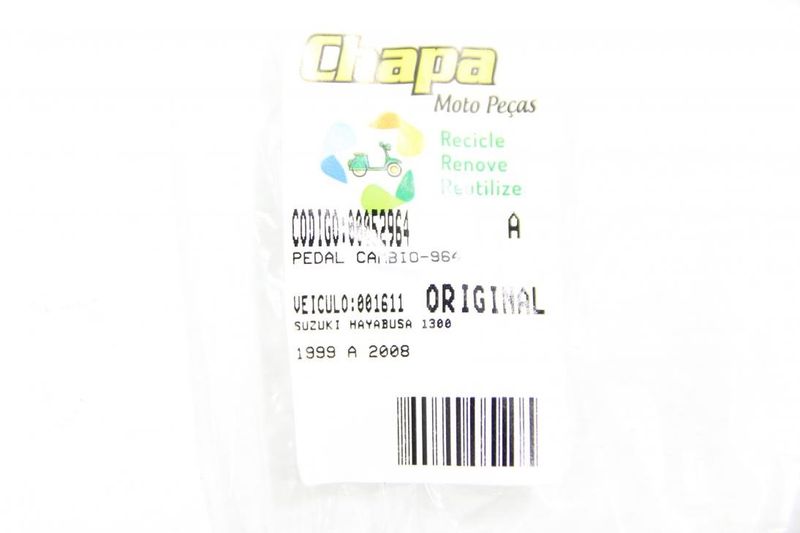 Chapa
Moto Peças
Recicle
Renove
Reutilize
CODIGO:00052964 A
PEDAL CAMBIO-964
VEICULO:001611 ORIGINAL
SUZUKI HAYABUSA 1300
1999 A 2008